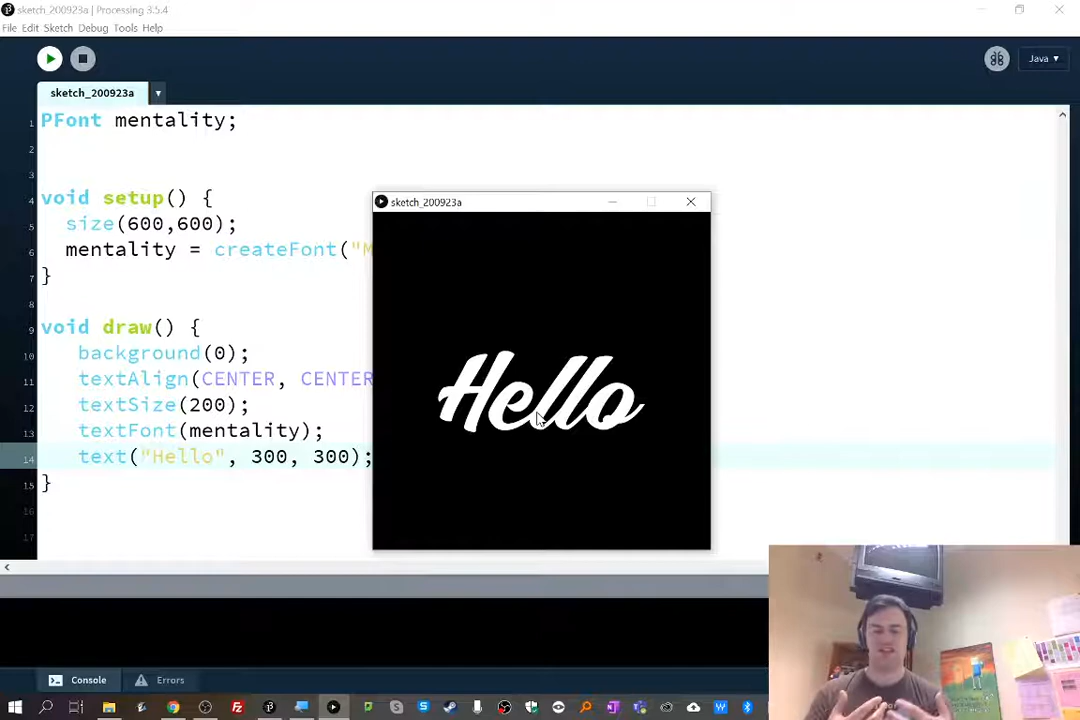 sketch_200923a | Processing 3.5.4
File Edit Sketch Debug Tools Help
Java ▾
sketch_200923a ▾
1 PFont mentality;
2
3
4 void setup() {
5 size(600,600);
6 mentality = createFont("M
7 }
8
9 void draw() {
10 background(0);
11 textAlign(CENTER, CENTER
12 textSize(200);
13 textFont(mentality);
14 text("Hello", 300, 300);
15 }
16
17
sketch_200923a
Hello
Console Errors